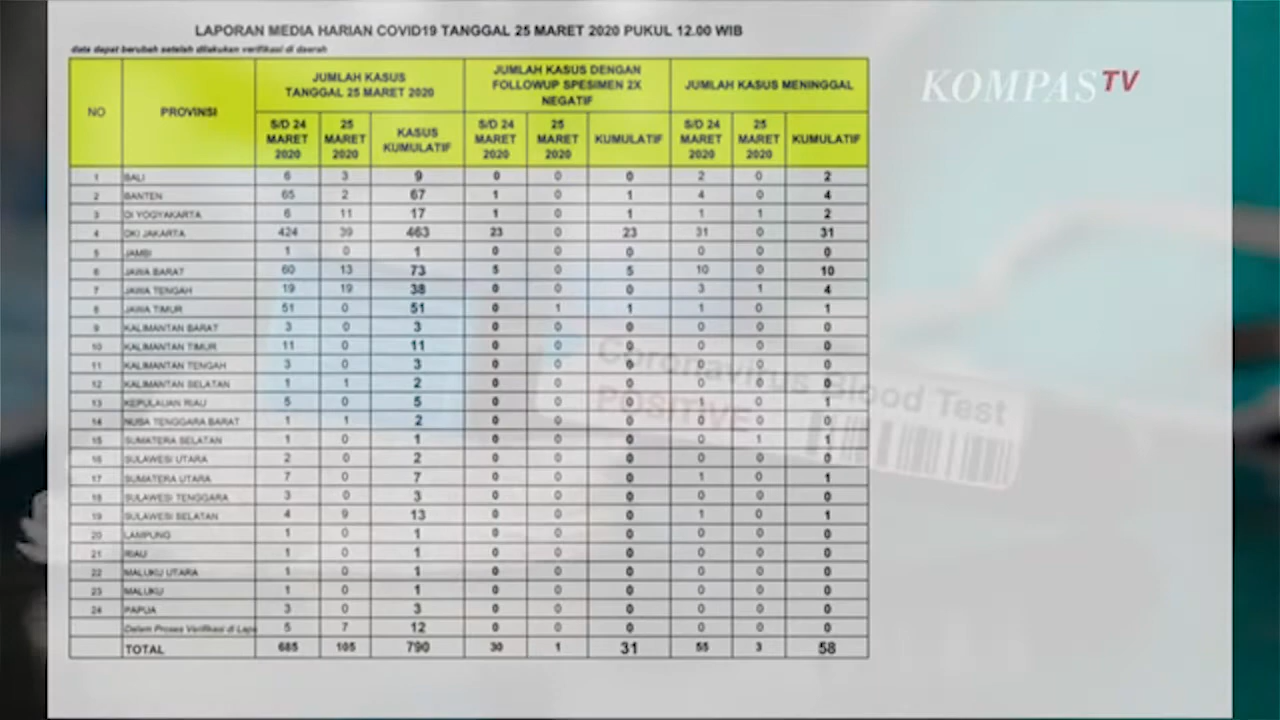 LAPORAN MEDIA HARIAN COVID19 TANGGAL 25 MARET 2020 PUKUL 12.00 WIB
data dapat berubah setelah dilakukan verifikasi di daerah
KOMPAS TV
NO PROVINSI JUMLAH KASUS TANGGAL 25 MARET 2020 JUMLAH KASUS DENGAN FOLLOWUP SPESIMEN 2X NEGATIF JUMLAH KASUS MENINGGAL
S/D 24 MARET 2020 25 MARET 2020 KASUS KUMULATIF S/D 24 MARET 2020 25 MARET 2020 KUMULATIF S/D 24 MARET 2020 25 MARET 2020 KUMULATIF
1 BALI 6 3 9 0 0 0 2 0 2
2 BANTEN 65 2 67 1 0 1 4 0 4
3 DI YOGYAKARTA 6 11 17 1 0 1 1 1 2
4 DKI JAKARTA 424 39 463 23 0 23 31 0 31
5 JAMBI 1 0 1 0 0 0 0 0 0
6 JAWA BARAT 60 13 73 5 0 5 10 0 10
7 JAWA TENGAH 19 19 38 0 0 0 3 1 4
8 JAWA TIMUR 51 0 51 0 1 1 1 0 1
9 KALIMANTAN BARAT 3 0 3 0 0 0 0 0 0
10 KALIMANTAN TIMUR 11 0 11 0 0 0 0 0 0
11 KALIMANTAN TENGAH 3 0 3 0 0 0 0 0 0
12 KALIMANTAN SELATAN 1 1 2 0 0 0 0 0 0
13 KEPULAUAN RIAU 5 0 5 0 0 0 0
14 NUSA TENGGARA BARAT 1 1 2 0 0 0 0 0 0
15 SUMATERA SELATAN 1 0 1 0 0 0 0 1 1
16 SULAWESI UTARA 2 0 2 0 0 0 0 0 0
17 SUMATERA UTARA 7 0 7 0 0 0 1 0 1
18 SULAWESI TENGGARA 3 0 3 0 0 0 0 0 0
19 SULAWESI SELATAN 4 9 13 0 0 0 1 0 1
20 LAMPUNG 1 0 1 0 0 0 0 0 0
21 RIAU 1 0 1 0 0 0 0 0 0
22 MALUKU UTARA 1 0 1 0 0 0 0 0 0
23 MALUKU 1 0 1 0 0 0 0 0 0
24 PAPUA 3 0 3 0 0 0 0 0 0
Dalam Proses Verifikasi di Lapa 5 7 12 0 0 0 0 0 0
TOTAL 685 105 790 30 1 31 55 3 58
Coronavirus Blood Test
POSITIVE